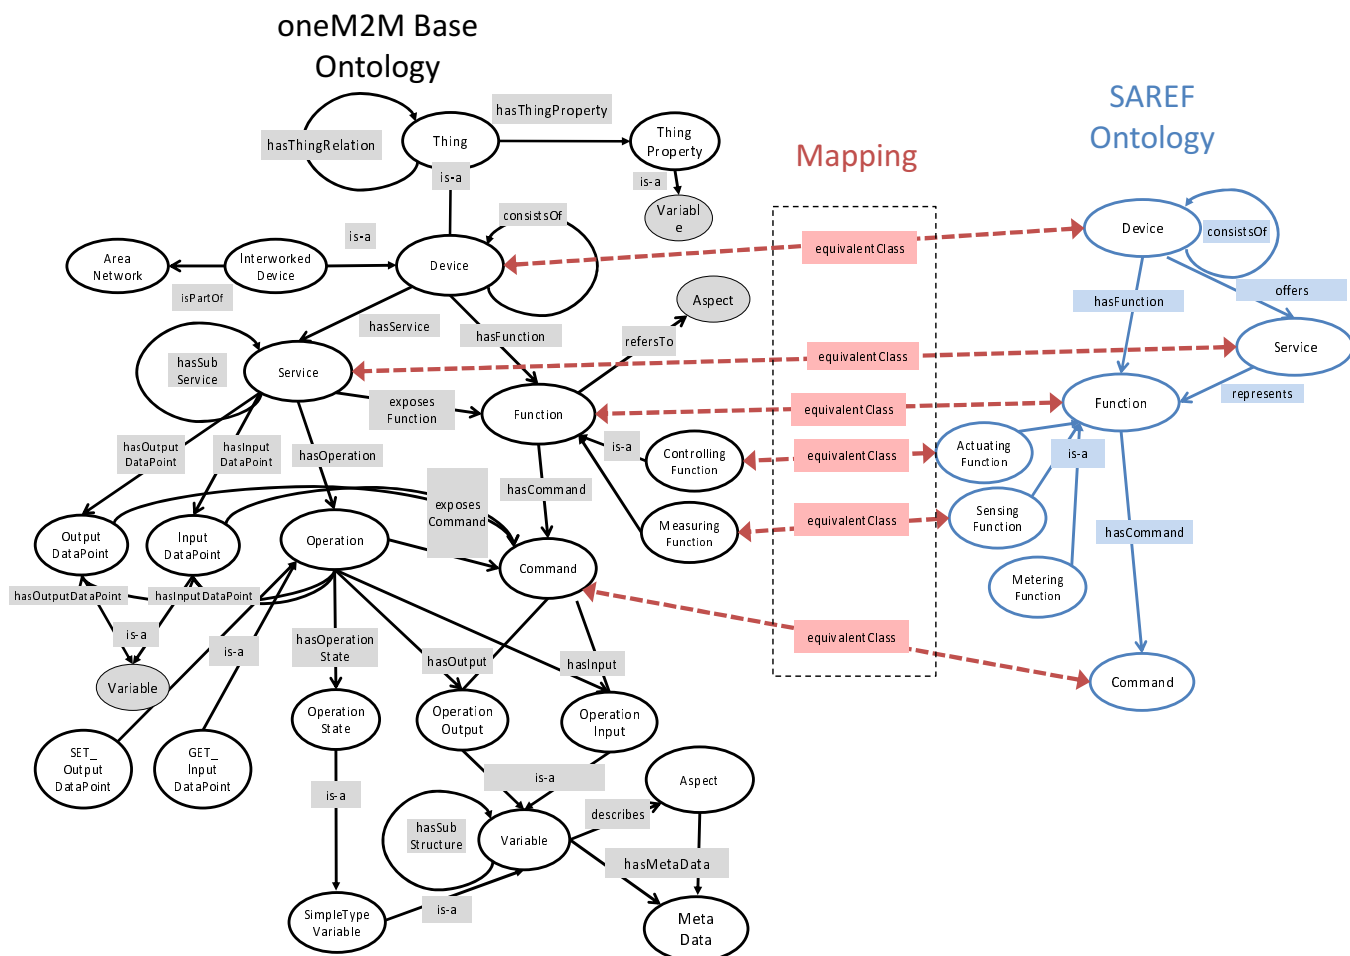 oneM2M Base
Ontology
SAREF
Ontology
Mapping
hasThingProperty
hasThingRelation
Thing
Thing
Property
is-a
is-a
Variabl
e
consistsOf
Device
consistsOf
is-a
equivalentClass
Area
Network
Interworked
Device
Device
isPartOf
Aspect
hasFunction
offers
hasService
hasFunction
refersTo
hasSub
Service
Service
equivalentClass
Service
exposes
Function
Function
equivalentClass
Function
represents
hasOutput
DataPoint
hasInput
DataPoint
hasOperation
is-a
Controlling
Function
equivalentClass
Actuating
Function
is-a
hasCommand
exposes
Command
Measuring
Function
equivalentClass
Sensing
Function
hasCommand
Output
DataPoint
Input
DataPoint
Operation
Command
Metering
Function
hasOutputDataPoint
hasInputDataPoint
is-a
is-a
hasOperation
State
hasOutput
hasInput
equivalentClass
Variable
Command
Operation
State
Operation
Output
Operation
Input
SET_
Output
DataPoint
GET_
Input
DataPoint
is-a
is-a
Aspect
describes
hasSub
Structure
Variable
hasMetaData
is-a
SimpleType
Variable
Meta
Data